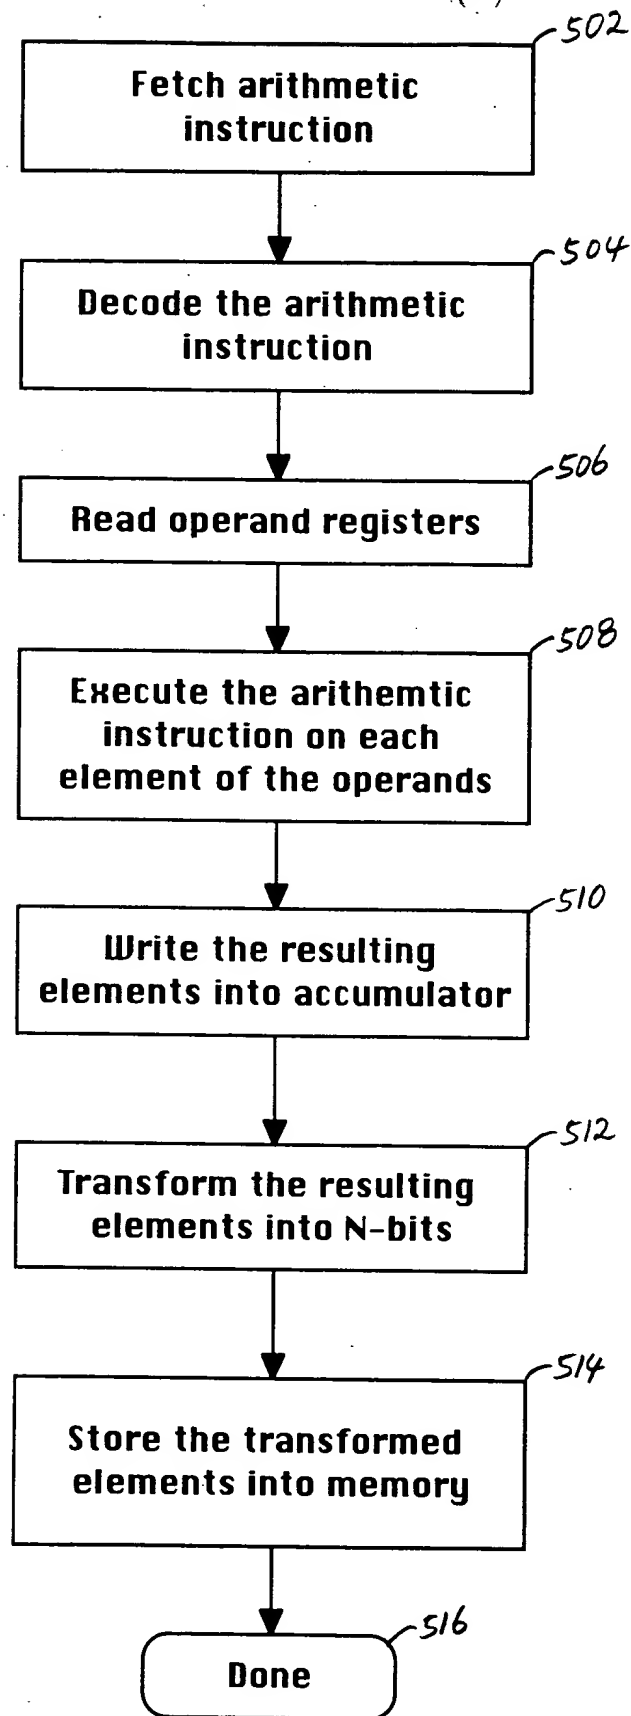 502
Fetch arithmetic
instruction
504
Decode the arithmetic
instruction
506
Read operand registers
508
Execute the arithemtic
instruction on each
element of the operands
510
Write the resulting
elements into accumulator
512
Transform the resulting
elements into N-bits
514
Store the transformed
elements into memory
516
Done